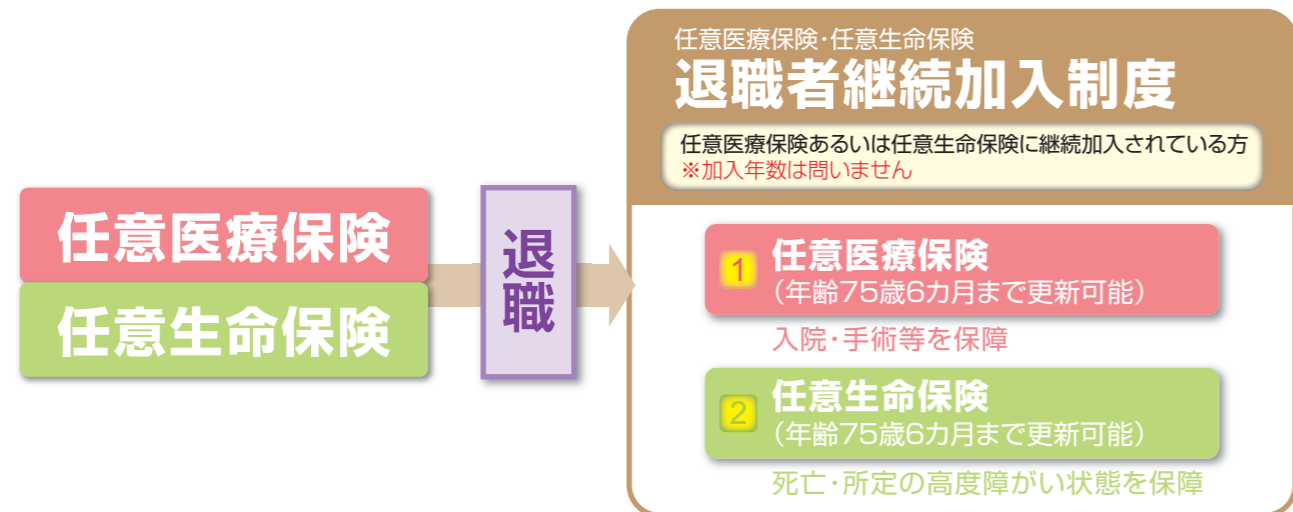 任意医療保険
任意生命保険
退職
任意医療保険・任意生命保険
退職者継続加入制度
任意医療保険あるいは任意生命保険に継続加入されている方
※加入年数は問いません
1 任意医療保険
（年齢75歳6カ月まで更新可能）
入院・手術等を保障
2 任意生命保険
（年齢75歳6カ月まで更新可能）
死亡・所定の高度障がい状態を保障